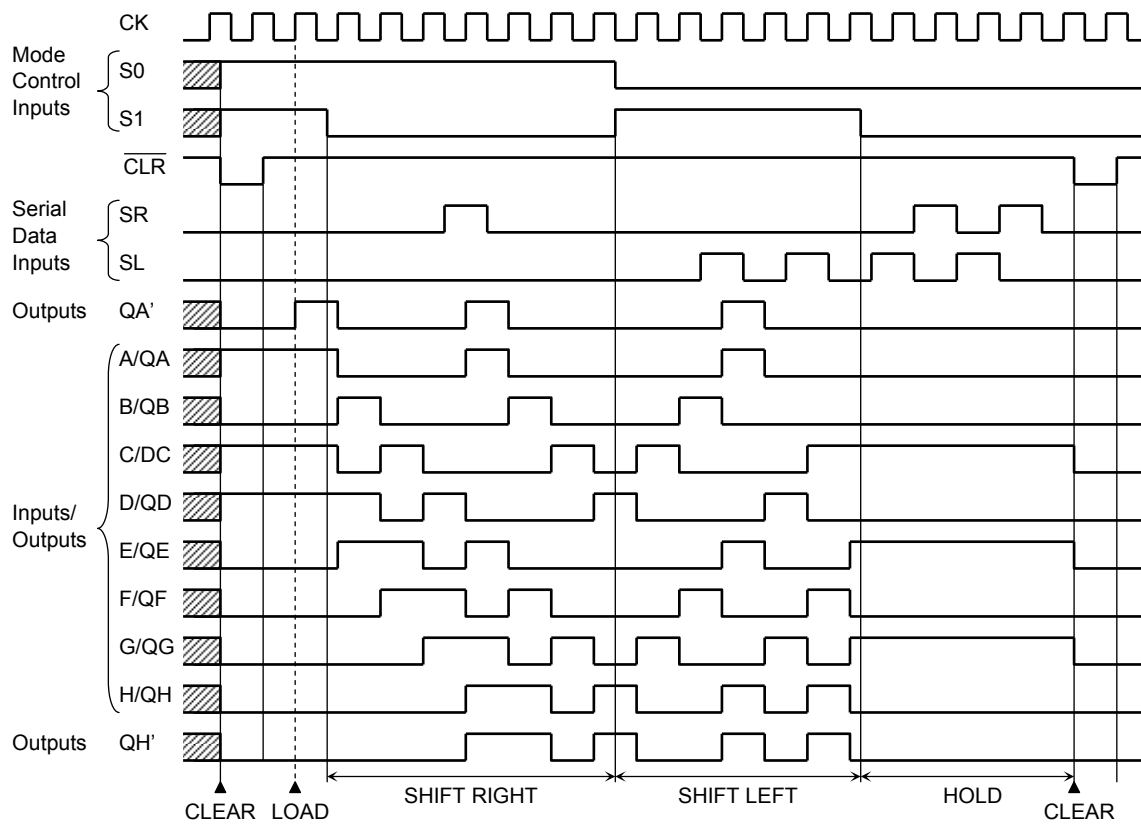 CK
Mode
Control
Inputs
S0
S1
CLR
Serial
Data
Inputs
SR
SL
Outputs
QA’
Inputs/
Outputs
A/QA
B/QB
C/DC
D/QD
E/QE
F/QF
G/QG
H/QH
Outputs
QH’
SHIFT RIGHT
SHIFT LEFT
HOLD
CLEAR
LOAD
CLEAR